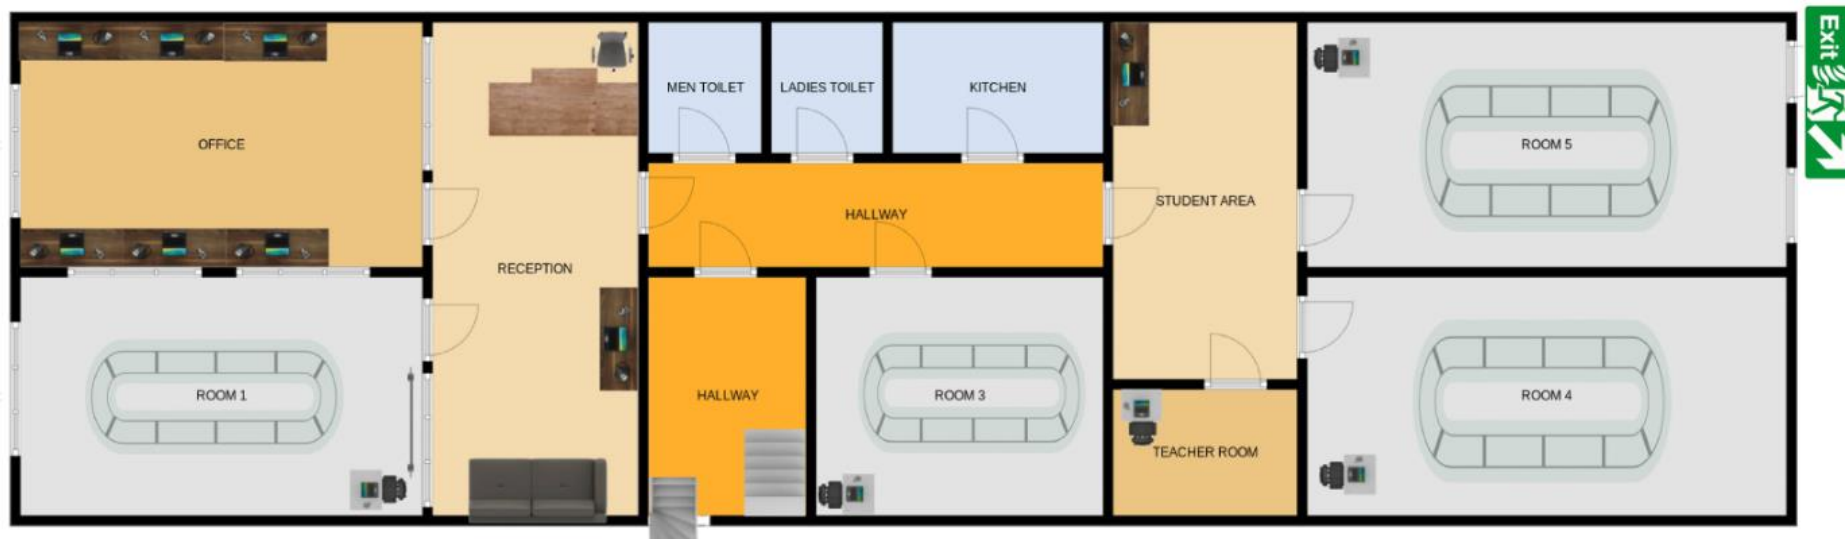 Exit
MEN TOILET
LADIES TOILET
KITCHEN
OFFICE
ROOM 5
STUDENT AREA
HALLWAY
RECEPTION
ROOM 1
HALLWAY
ROOM 3
ROOM 4
TEACHER ROOM